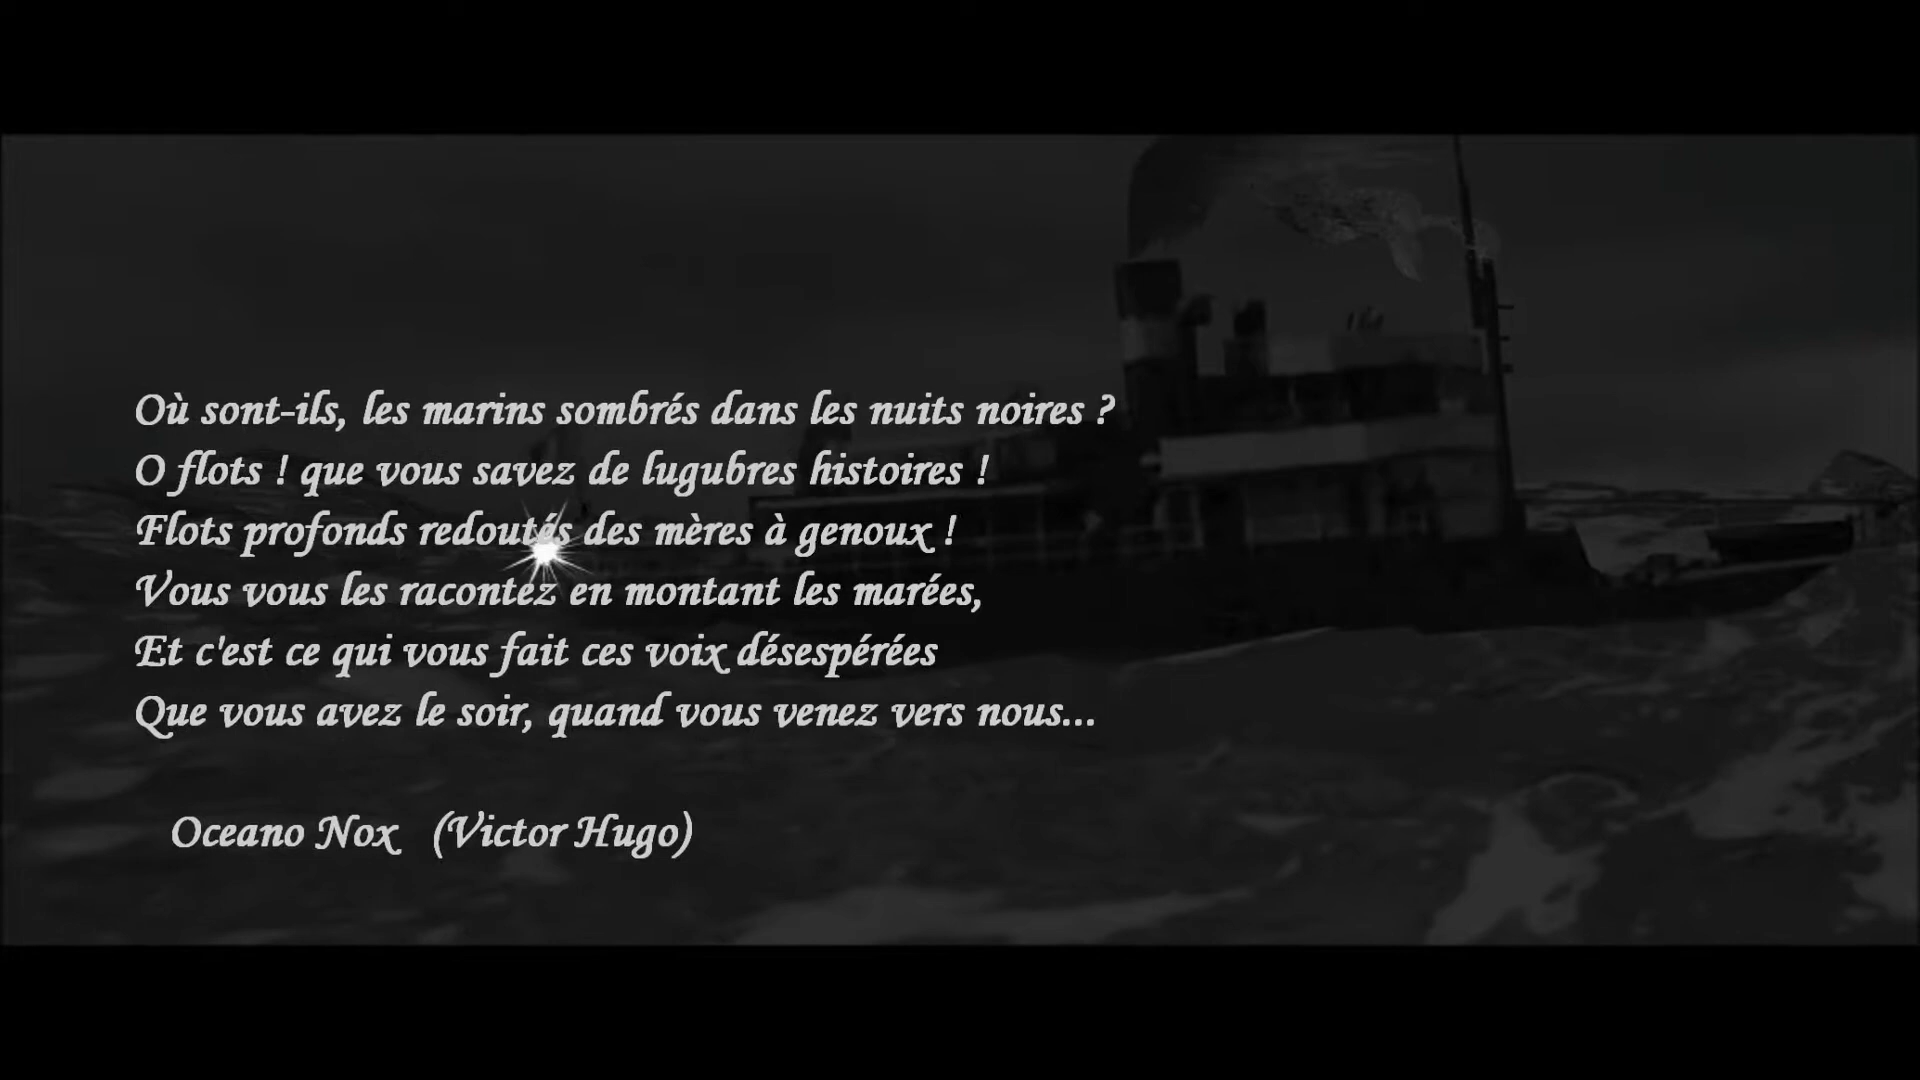 Où sont-ils, les marins sombrés dans les nuits noires ?
O flots ! que vous savez de lugubres histoires !
Flots profonds redoutés des mères à genoux !
Vous vous les racontez en montant les marées,
Et c'est ce qui vous fait ces voix désespérées
Que vous avez le soir, quand vous venez vers nous...
Oceano Nox (Victor Hugo)